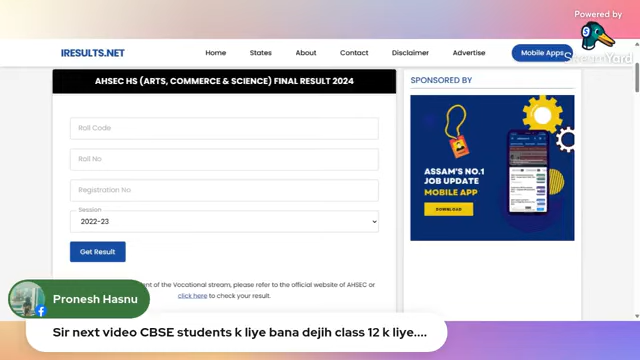 Powered by
StreamYard
IRESULTS.NET
Home States About Contact Disclaimer Advertise Mobile Apps
AHSEC HS (ARTS, COMMERCE & SCIENCE) FINAL RESULT 2024
Roll Code
Roll No
Registration No
Session
2022-23
Get Result
ent of the Vocational stream, please refer to the official website of AHSEC or
click here to check your result.
SPONSORED BY
ASSAM'S NO.1
JOB UPDATE
MOBILE APP
DOWNLOAD
Pronesh Hasnu
Sir next video CBSE students k liye bana dejih class 12 k liye....